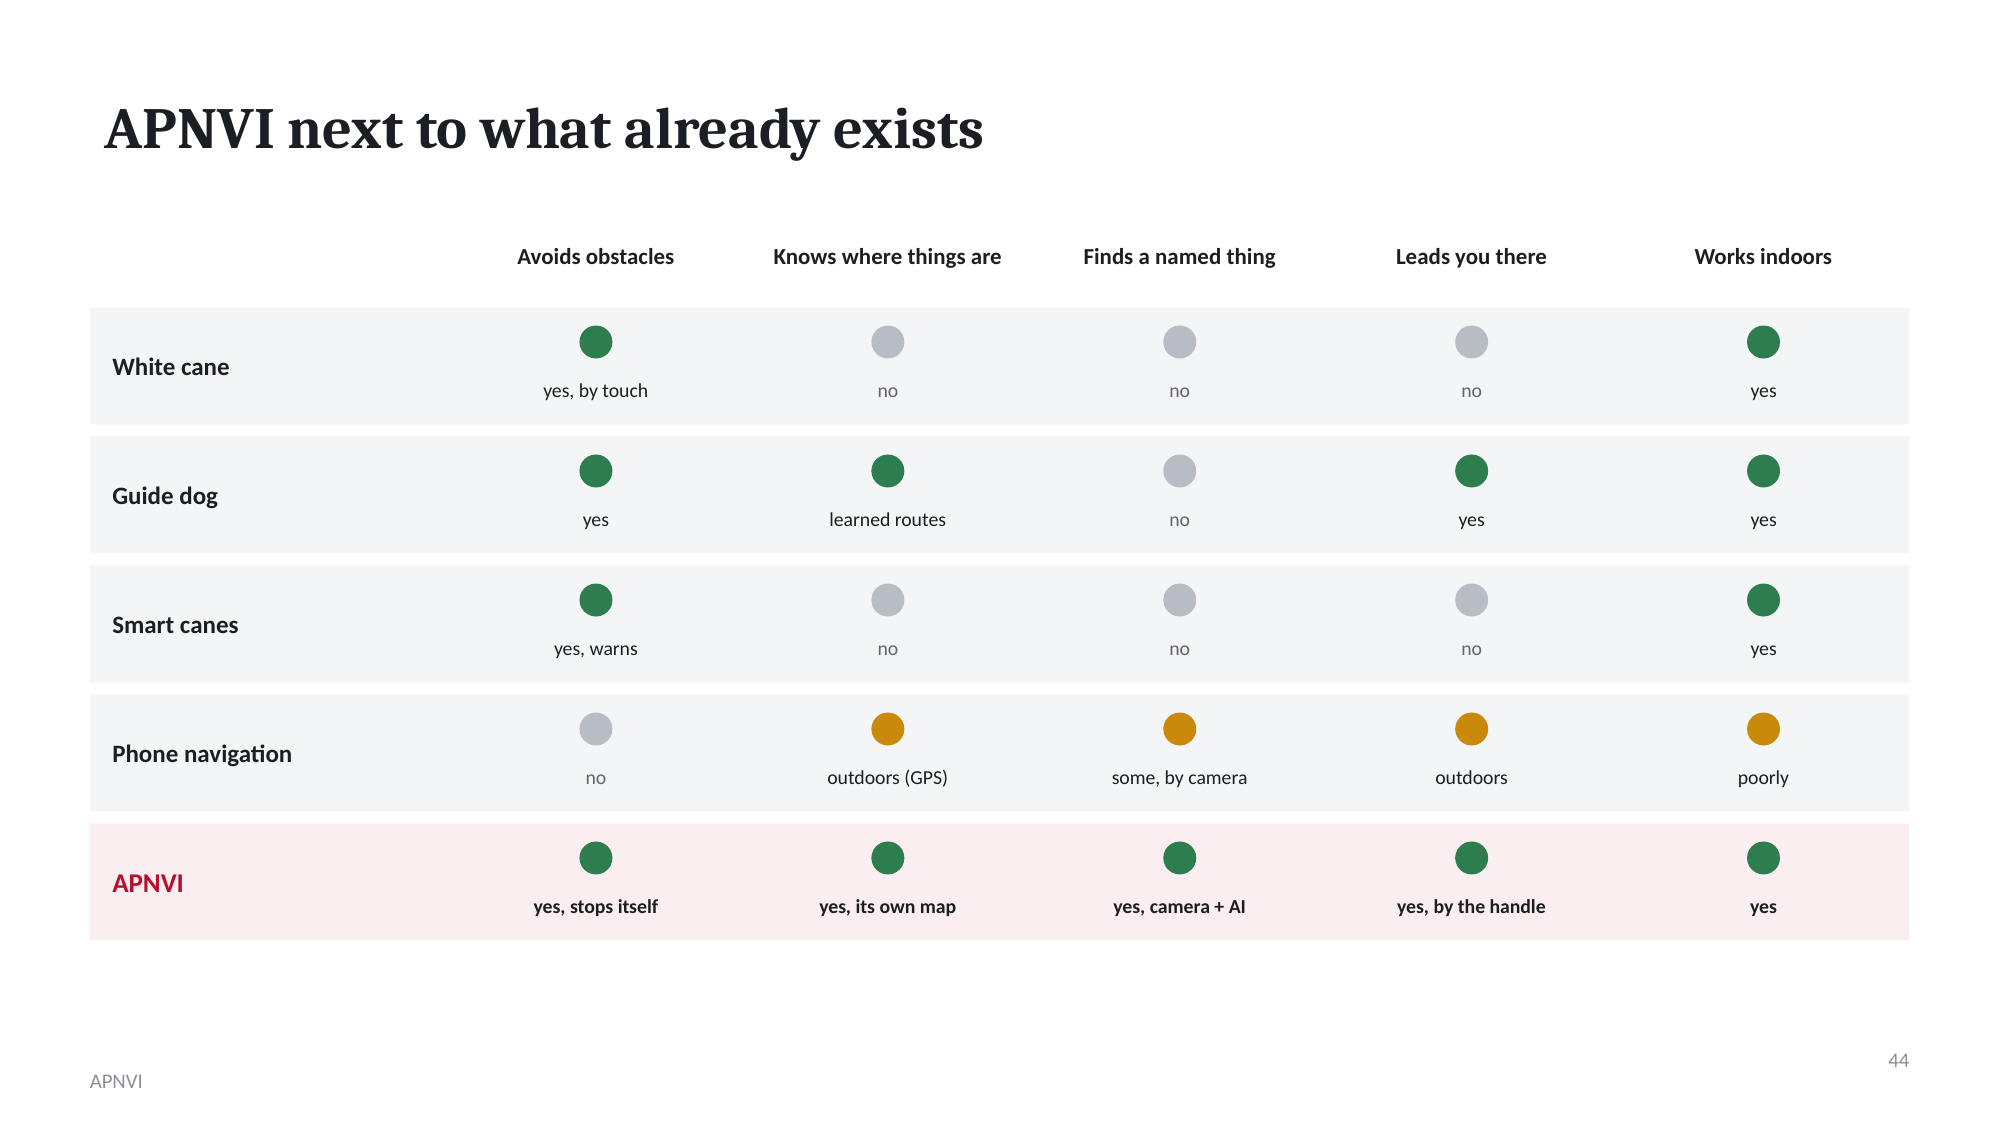 APNVI next to what already exists
Avoids obstacles Knows where things are Finds a named thing Leads you there Works indoors
White cane
yes, by touch no no no yes
Guide dog
yes learned routes no yes yes
Smart canes
yes, warns no no no yes
Phone navigation
no outdoors (GPS) some, by camera outdoors poorly
APNVI
yes, stops itself yes, its own map yes, camera + AI yes, by the handle yes
44
APNVI